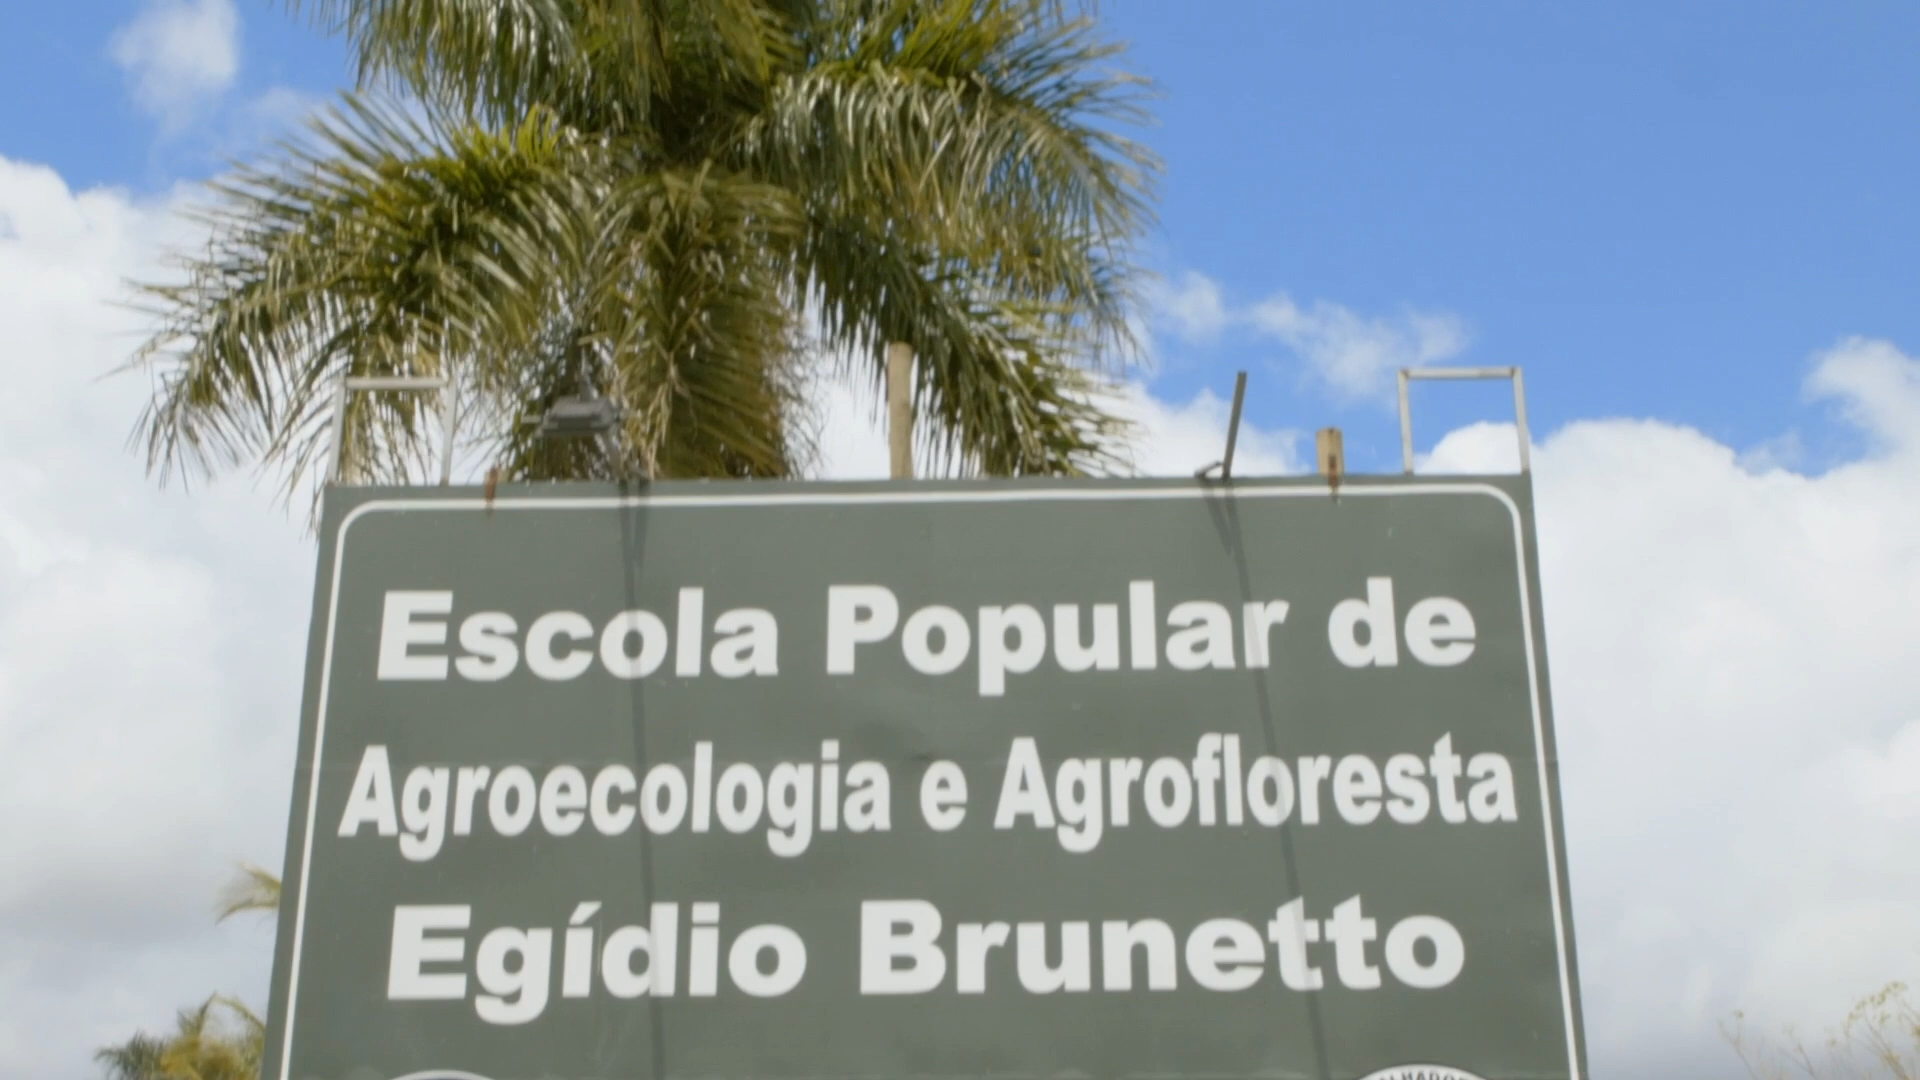 Escola Popular de
Agroecologia e Agrofloresta
Egídio Brunetto